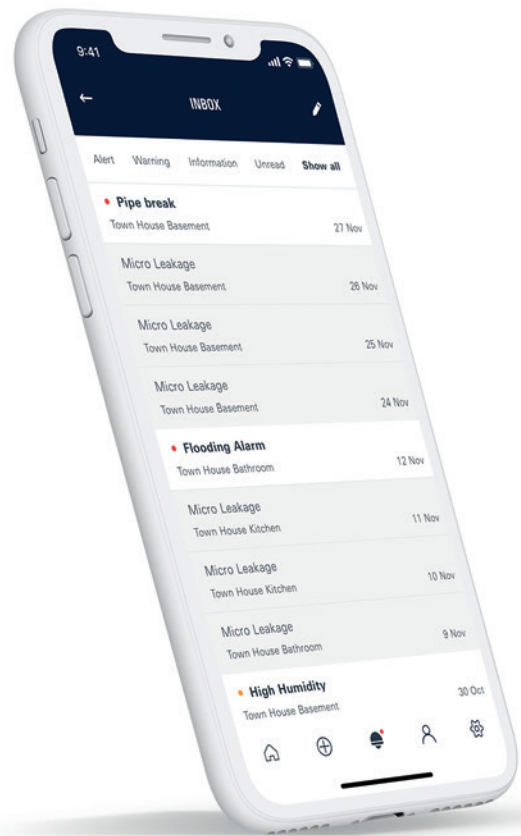 9:41
INBOX
Alert Warning Information Unread Show all
Pipe break
Town House Basement 27 Nov
Micro Leakage
Town House Basement 26 Nov
Micro Leakage
Town House Basement 25 Nov
Micro Leakage
Town House Basement 24 Nov
Flooding Alarm
Town House Bathroom 12 Nov
Micro Leakage
Town House Kitchen 11 Nov
Micro Leakage
Town House Kitchen 10 Nov
Micro Leakage
Town House Bathroom 9 Nov
High Humidity
Town House Basement 30 Oct